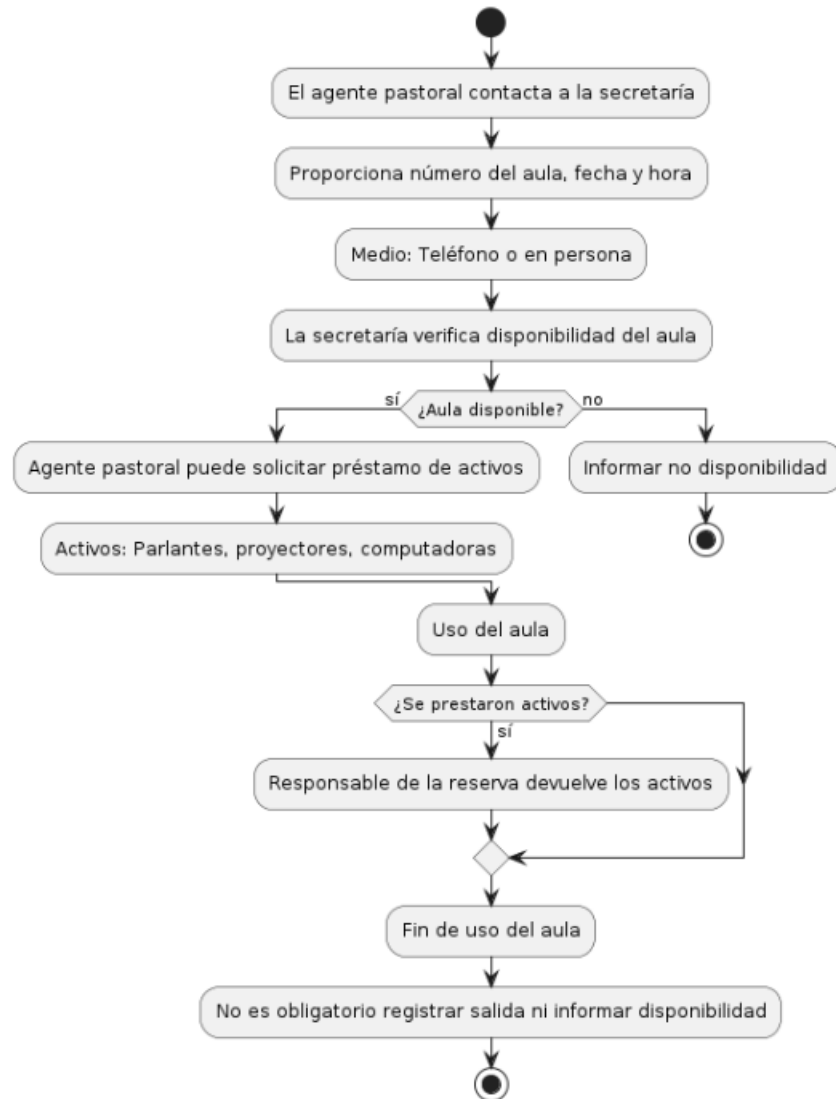 El agente pastoral contacta a la secretaría
Proporciona número del aula, fecha y hora
Medio: Teléfono o en persona
La secretaría verifica disponibilidad del aula
sí
¿Aula disponible?
no
Agente pastoral puede solicitar préstamo de activos
Informar no disponibilidad
Activos: Parlantes, proyectores, computadoras
Uso del aula
¿Se prestaron activos?
sí
Responsable de la reserva devuelve los activos
Fin de uso del aula
No es obligatorio registrar salida ni informar disponibilidad